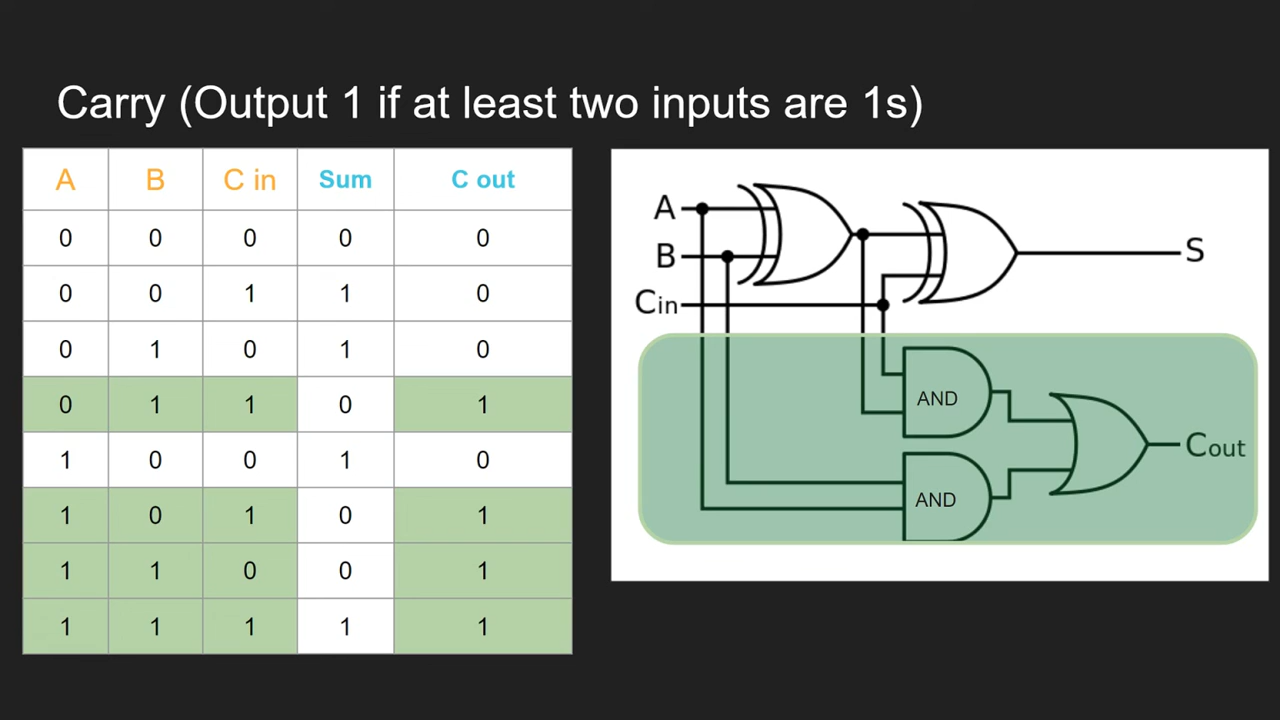 Carry (Output 1 if at least two inputs are 1s)
A B C in Sum C out
0 0 0 0 0
0 0 1 1 0
0 1 0 1 0
0 1 1 0 1
1 0 0 1 0
1 0 1 0 1
1 1 0 0 1
1 1 1 1 1
A
B
Cin
S
AND
Cout
AND